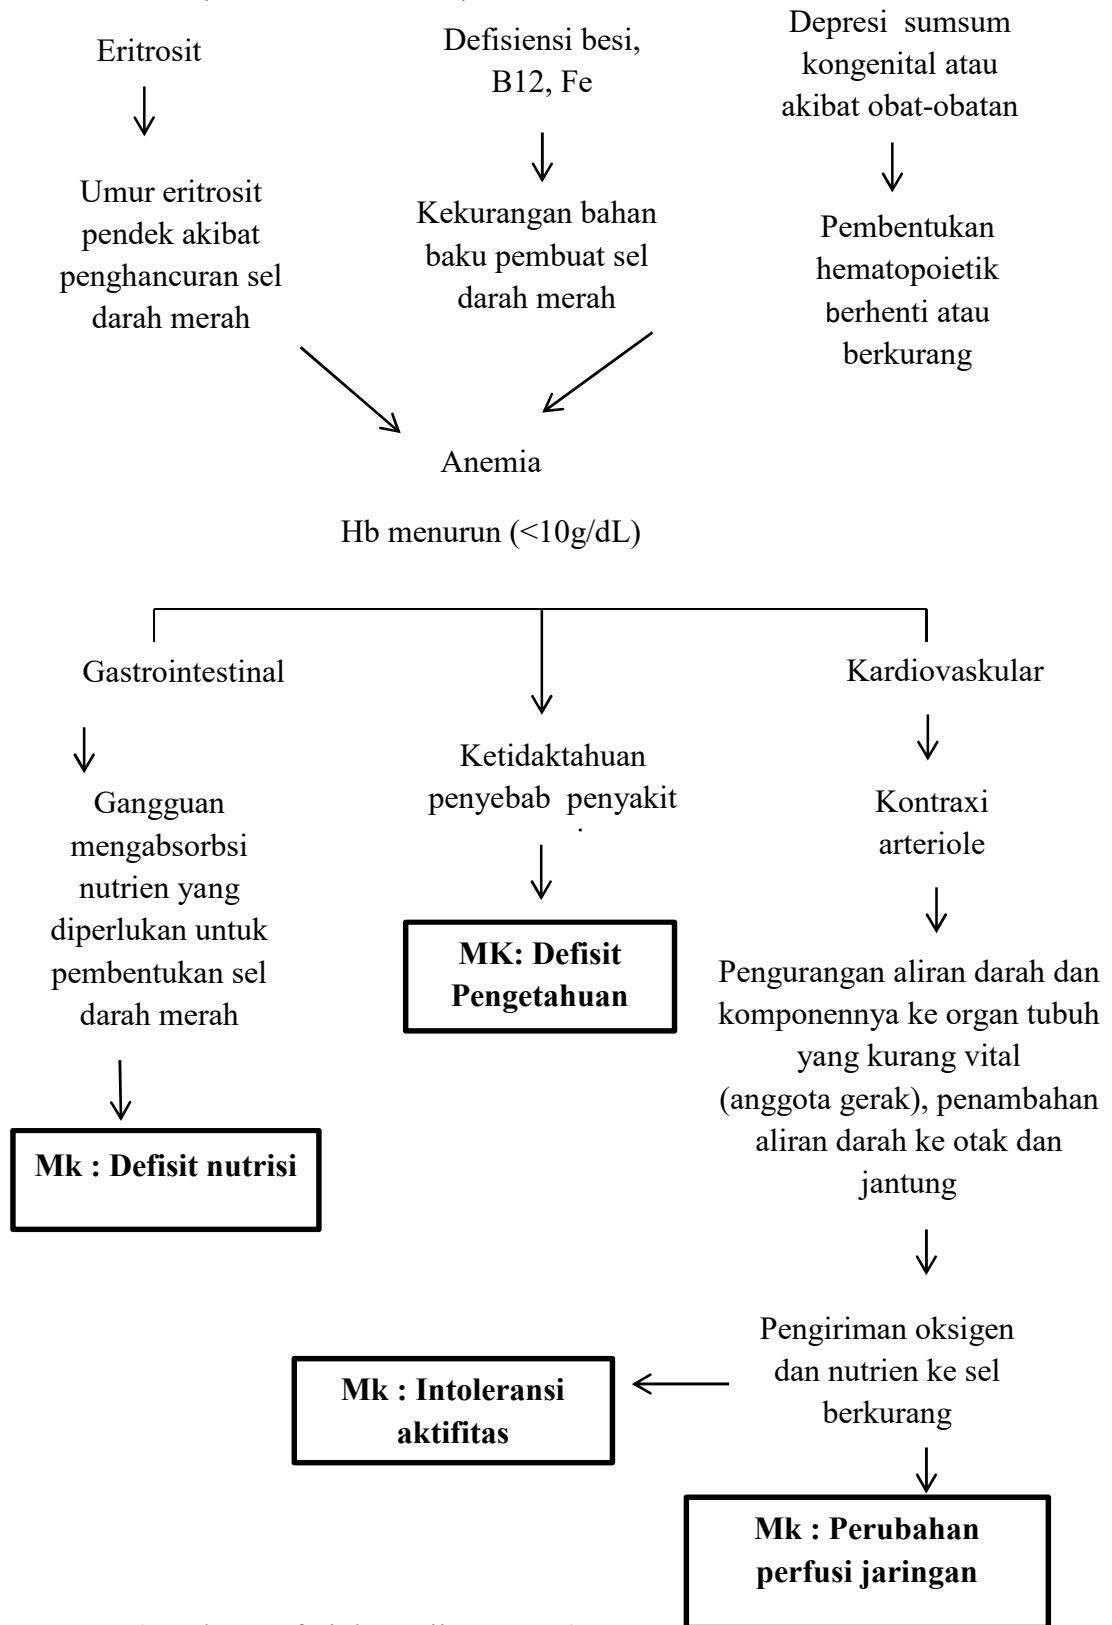 Eritrosit
Umur eritrosit
pendek akibat
penghancuran sel
darah merah
Defisiensi besi,
B12, Fe
Kekurangan bahan
baku pembuat sel
darah merah
Depresi sumsum
kongenital atau
akibat obat-obatan
Pembentukan
hematopoietik
berhenti atau
berkurang
Anemia
Hb menurun (<10g/dL)
Gastrointestinal
Gangguan
mengabsorbsi
nutrien yang
diperlukan untuk
pembentukan sel
darah merah
Mk : Defisit nutrisi
Ketidaktahuan
penyebab penyakit
.
MK: Defisit
Pengetahuan
Kardiovaskular
Kontraxi
arteriole
Pengurangan aliran darah dan
komponennya ke organ tubuh
yang kurang vital
(anggota gerak), penambahan
aliran darah ke otak dan
jantung
Pengiriman oksigen
dan nutrien ke sel
berkurang
Mk : Intoleransi
aktifitas
Mk : Perubahan
perfusi jaringan